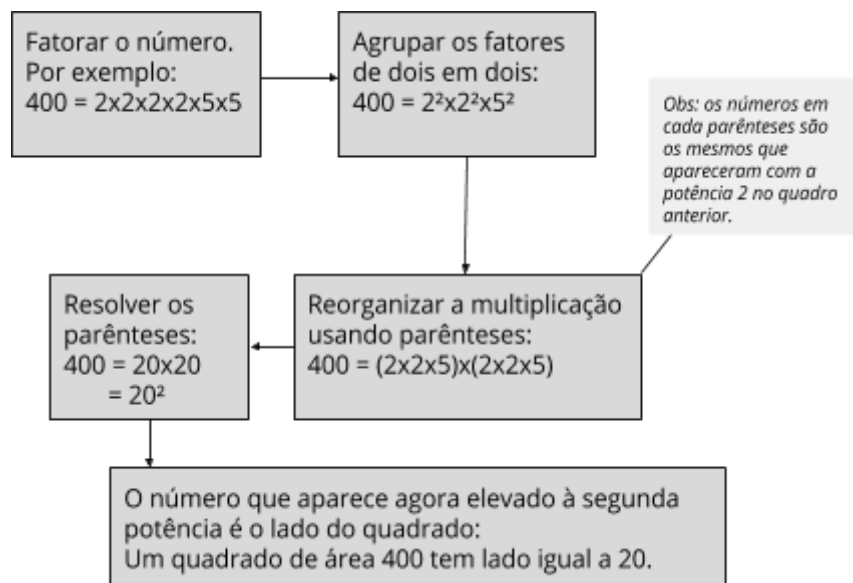 Fatorar o número.
Por exemplo:
400 = 2x2x2x2x5x5
Agrupar os fatores
de dois em dois:
400 = 2²x2²x5²
Obs: os números em
cada parênteses são
os mesmos que
apareceram com a
potência 2 no quadro
anterior.
Reorganizar a multiplicação
usando parênteses:
400 = (2x2x5)x(2x2x5)
Resolver os
parênteses:
400 = 20x20
= 20²
O número que aparece agora elevado à segunda
potência é o lado do quadrado:
Um quadrado de área 400 tem lado igual a 20.